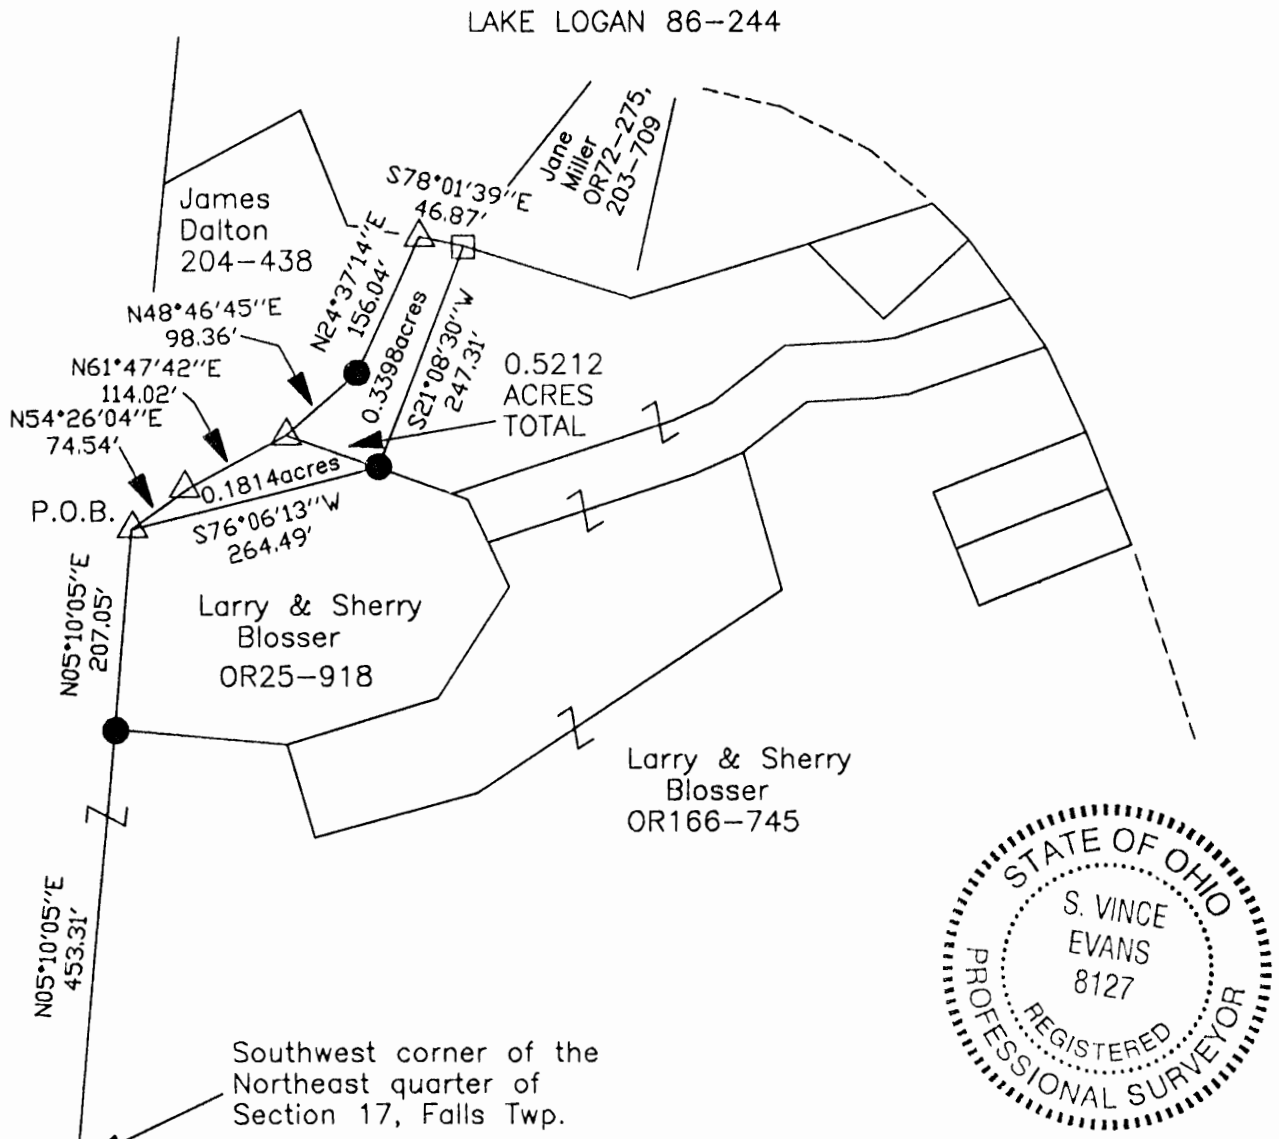 LAKE LOGAN 86-244
Jane
Miller
OR72-275,
203-709
James
Dalton
204-438
S78°01'39"E
46.87'
N24°37'14"E
156.04'
N48°46'45"E
98.36'
N61°47'42"E
114.02'
N54°26'04"E
74.54'
0.3398acres
S21°08'30"W
247.31'
0.5212
ACRES
TOTAL
0.1814acres
P.O.B.
S76°06'13"W
264.49'
N05°10'05"E
207.05'
Larry & Sherry
Blosser
OR25-918
Larry & Sherry
Blosser
OR166-745
N05°10'05"E
453.31'
Southwest corner of the
Northeast quarter of
Section 17, Falls Twp.
STATE OF OHIO
S. VINCE
EVANS
8127
REGISTERED
PROFESSIONAL SURVEYOR